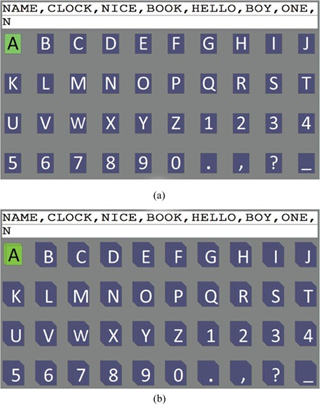 NAME,CLOCK,NICE,BOOK,HELLO,BOY,ONE,
N
A B C D E F G H I J
K L M N O P Q R S T
U V W X Y Z 1 2 3 4
5 6 7 8 9 0 . , ? _
(a)
NAME,CLOCK,NICE,BOOK,HELLO,BOY,ONE,
N
A B C D E F G H I J
K L M N O P Q R S T
U V W X Y Z 1 2 3 4
5 6 7 8 9 0 . , ? _
(b)